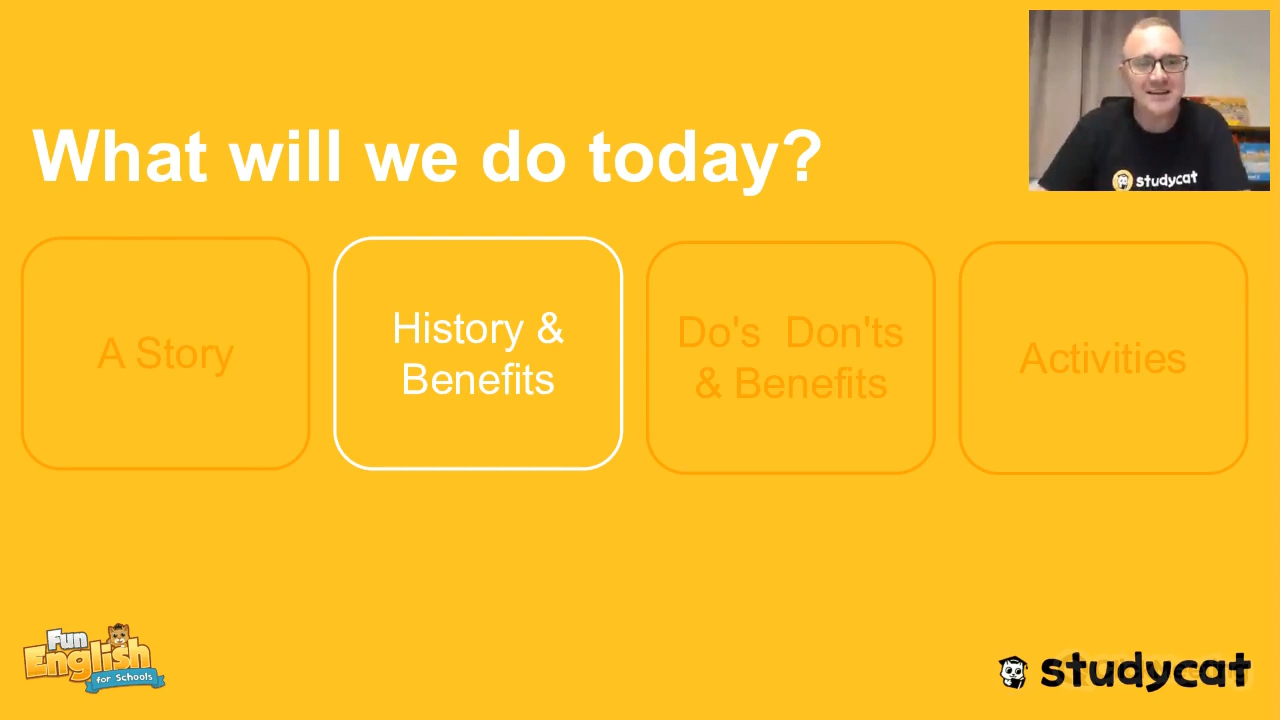 What will we do today?
studycat
A Story
History &
Benefits
Do's  Don'ts
& Benefits
Activities
Fun
English
for Schools
studycat